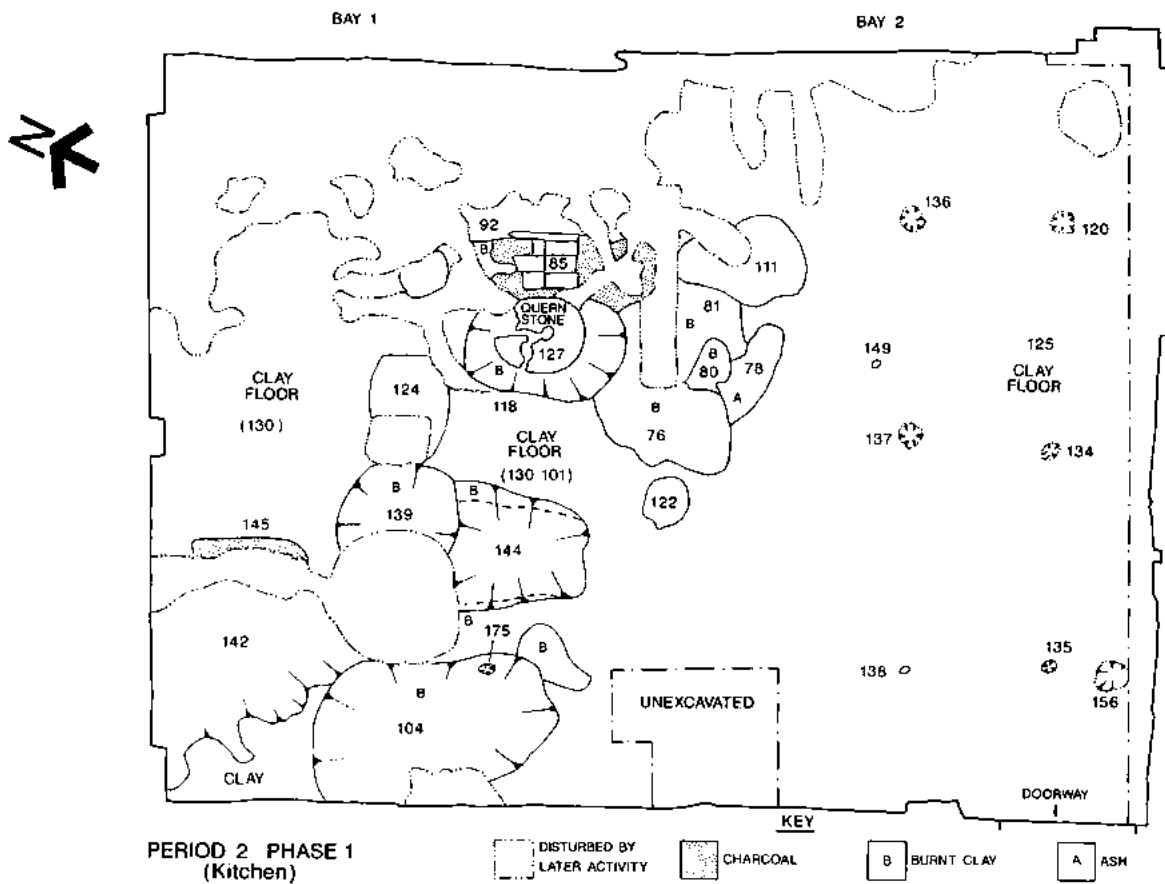 BAY 1
BAY 2
N
136
120
92
B
85
111
QUERN
STONE
81
B
127
B
149
125
CLAY
FLOOR
B
80
78
A
CLAY
FLOOR
(130)
124
118
B
76
CLAY
FLOOR
(130 101)
137
134
B
139
B
122
145
144
B
142
175
B
135
138
156
B
104
UNEXCAVATED
CLAY
DOORWAY
KEY
PERIOD 2 PHASE 1
(Kitchen)
DISTURBED BY
LATER ACTIVITY
CHARCOAL
B
BURNT CLAY
A
ASH